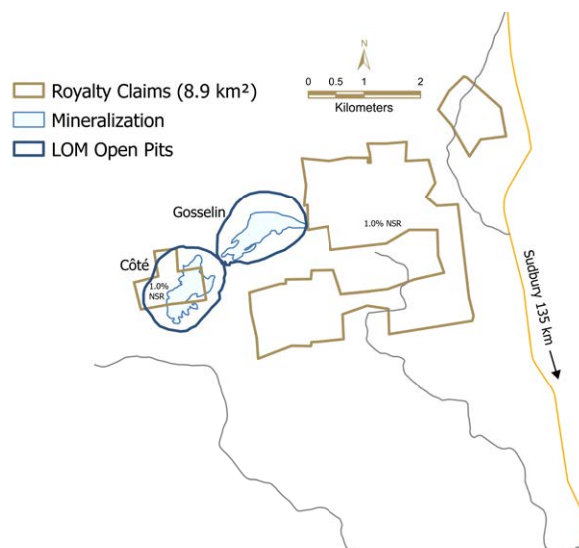 N
0 0.5 1 2
Kilometers
Royalty Claims (8.9 km²)
Mineralization
LOM Open Pits
Gosselin
1.0% NSR
Côté
1.0%
NSR
Sudbury 135 km